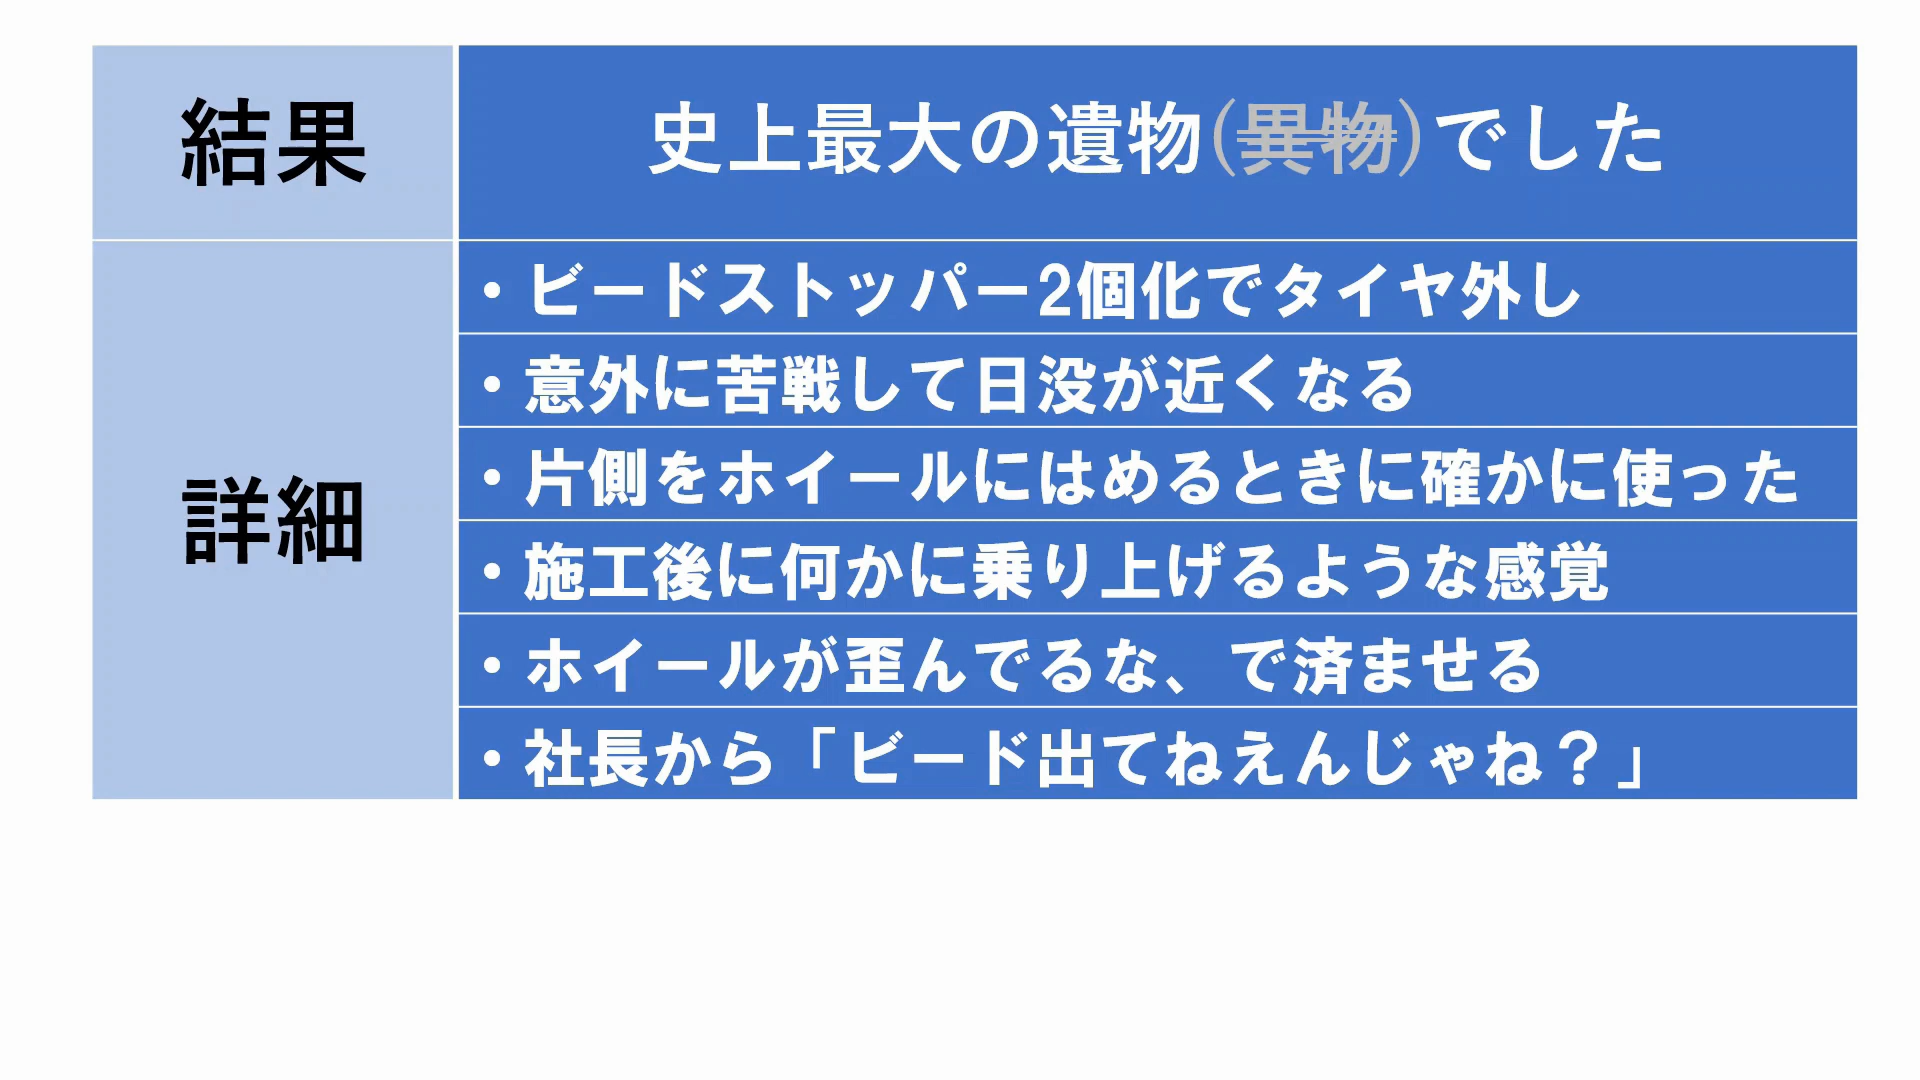 結果
史上最大の遺物(異物)でした
詳細
・ビードストッパー2個化でタイヤ外し
・意外に苦戦して日没が近くなる
・片側をホイールにはめるときに確かに使った
・施工後に何かに乗り上げるような感覚
・ホイールが歪んでるな、で済ませる
・社長から「ビード出てねえんじゃね？」